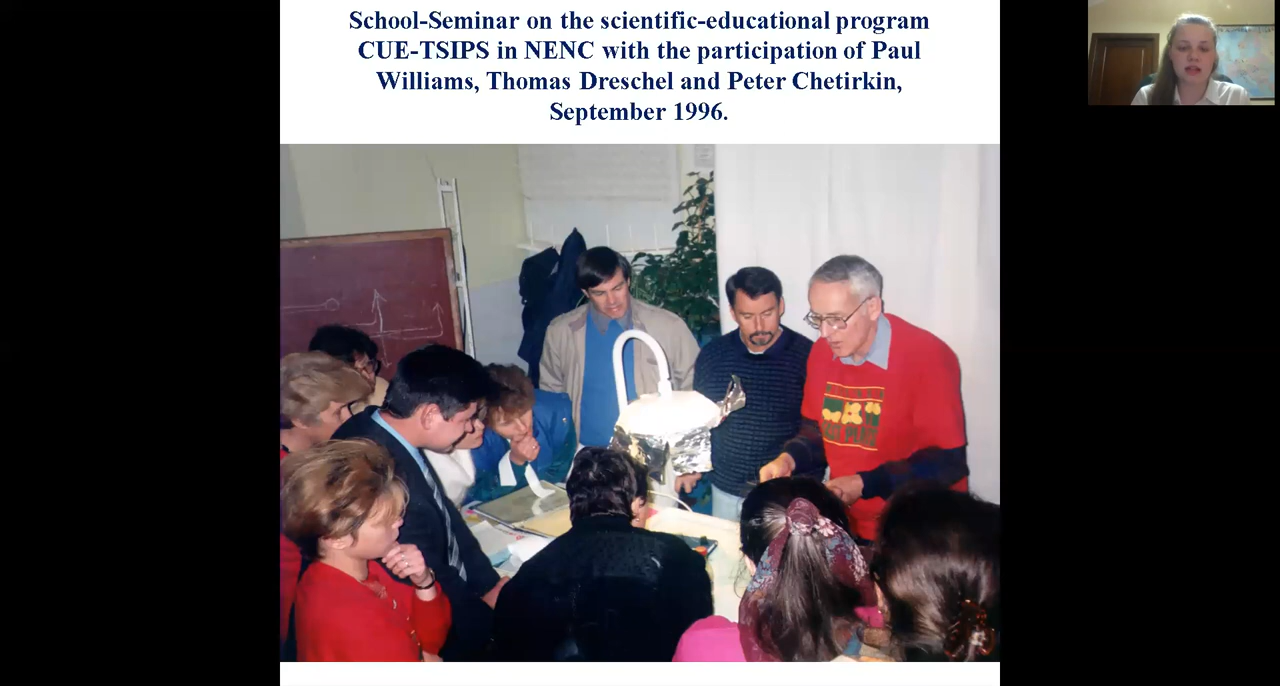 School-Seminar on the scientific-educational program
CUE-TSIPS in NENC with the participation of Paul
Williams, Thomas Dreschel and Peter Chetirkin,
September 1996.